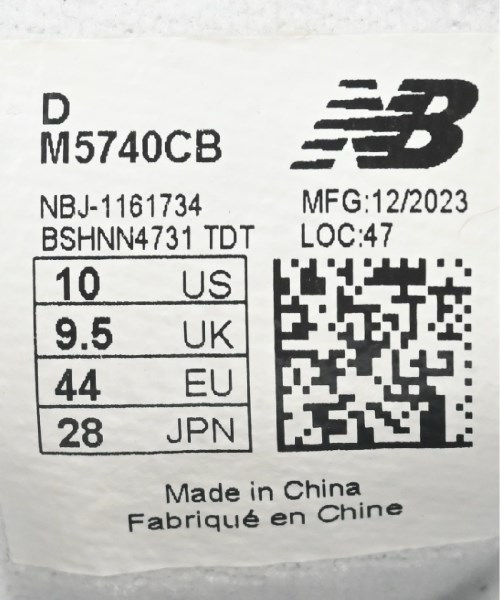 D
M5740CB
NB
NBJ-1161734
MFG:12/2023
BSHNN4731 TDT
LOC:47
10 US
9.5 UK
44 EU
28 JPN
Made in China
Fabriqué en Chine